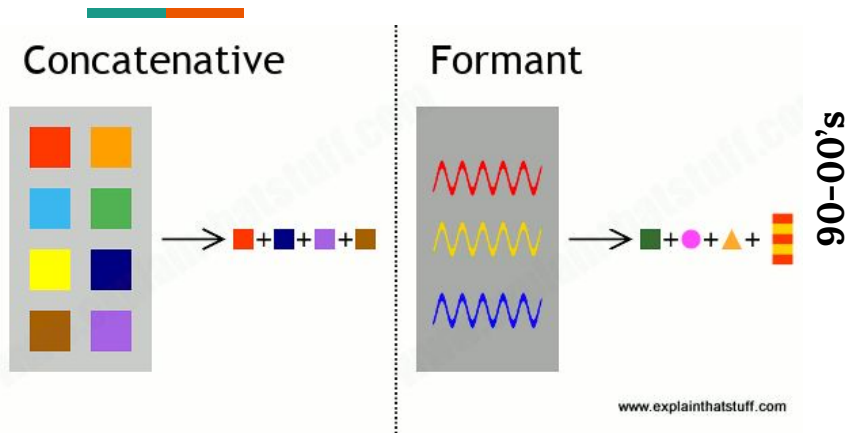 Concatenative
Formant
90-00's
+ + +
+ + +
www.explainthatstuff.com